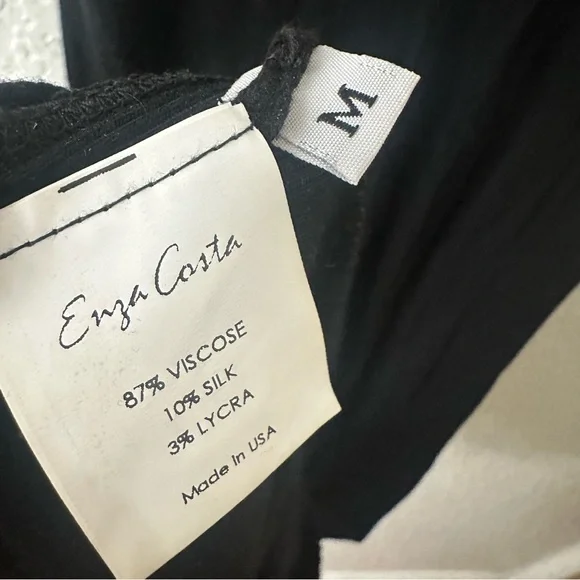 M
Enza Costa
87% VISCOSE
10% SILK
3% LYCRA
Made In USA